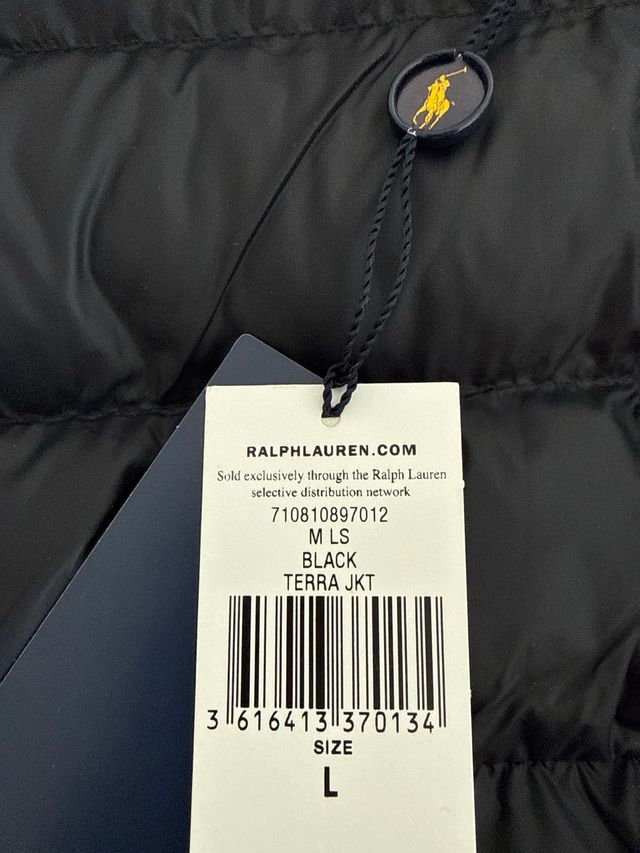 RALPHLAUREN.COM
Sold exclusively through the Ralph Lauren
selective distribution network
710810897012
M LS
BLACK
TERRA JKT
3 616413 370134
SIZE
L